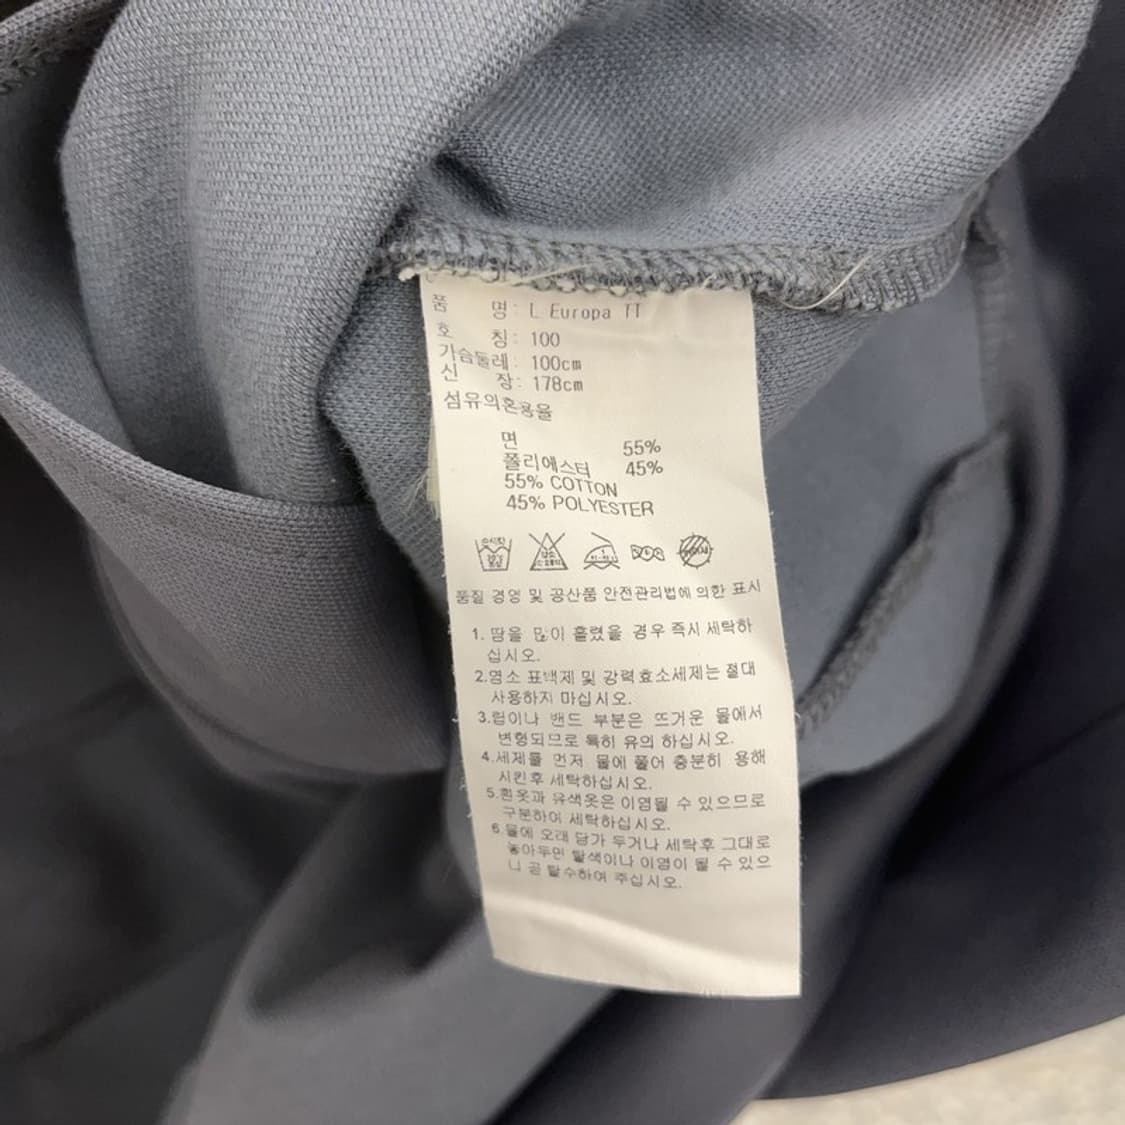 품 명: L Europa TT
호 칭: 100
가슴둘레: 100cm
신 장: 178cm
섬유의혼용율
면 55%
폴리에스터 45%
55% COTTON
45% POLYESTER
품질 경영 및 공산품 안전관리법에 의한 표시
1. 땀을 많이 흘렸을 경우 즉시 세탁하
십시오.
2.염소 표백제 및 강력효소세제는 절대
사용하지 마십시오.
3.컵이나 밴드 부분은 뜨거운 물에서
변형되므로 특히 유의 하십시오.
4.세제를 먼저 물에 풀어 충분히 용해
시킨후 세탁하십시오.
5.흰옷과 유색옷은 이염될 수 있으므로
구분하여 세탁하십시오.
6.물에 오래 담가 두거나 세탁후 그대로
놓아두면 탈색이나 이염이 될 수 있으
니 곧 탈수하여 주십시오.